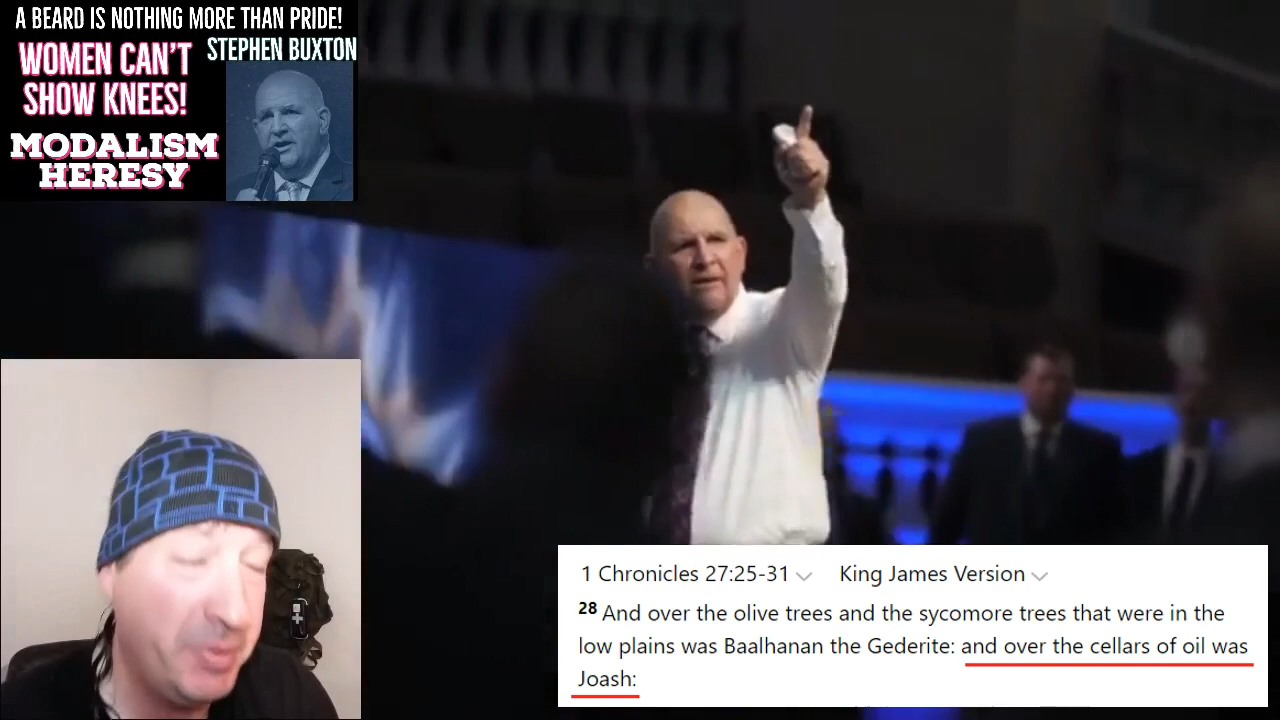 A BEARD IS NOTHING MORE THAN PRIDE!
WOMEN CAN'T
SHOW KNEES!
STEPHEN BUXTON
MODALISM
HERESY
1 Chronicles 27:25-31 King James Version
28 And over the olive trees and the sycomore trees that were in the
low plains was Baalhanan the Gederite: and over the cellars of oil was
Joash: